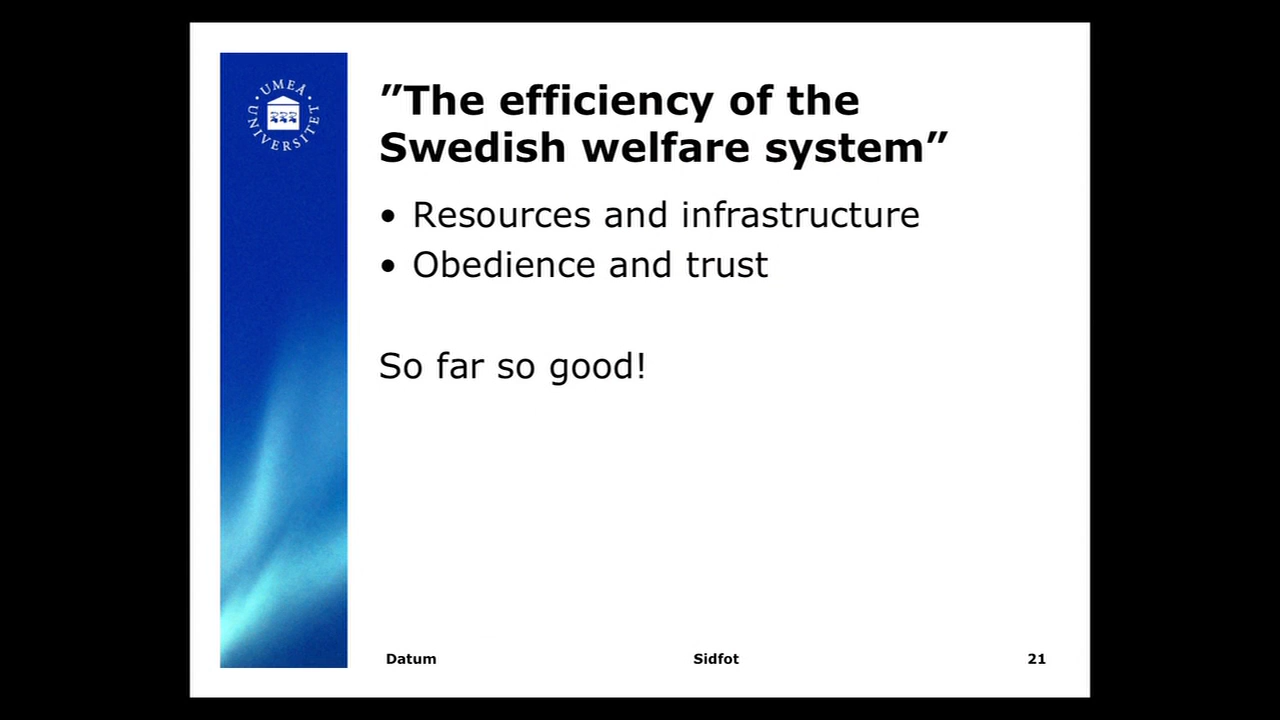 UMEÅ UNIVERSITET
”The efficiency of the
Swedish welfare system”
• Resources and infrastructure
• Obedience and trust
So far so good!
Datum Sidfot 21